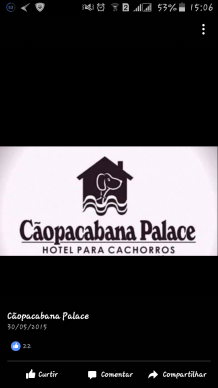 53% 15:06
Cãopacabana Palace
HOTEL PARA CACHORROS
Cãopacabana Palace
30/05/2015
22
Curtir Comentar Compartilhar